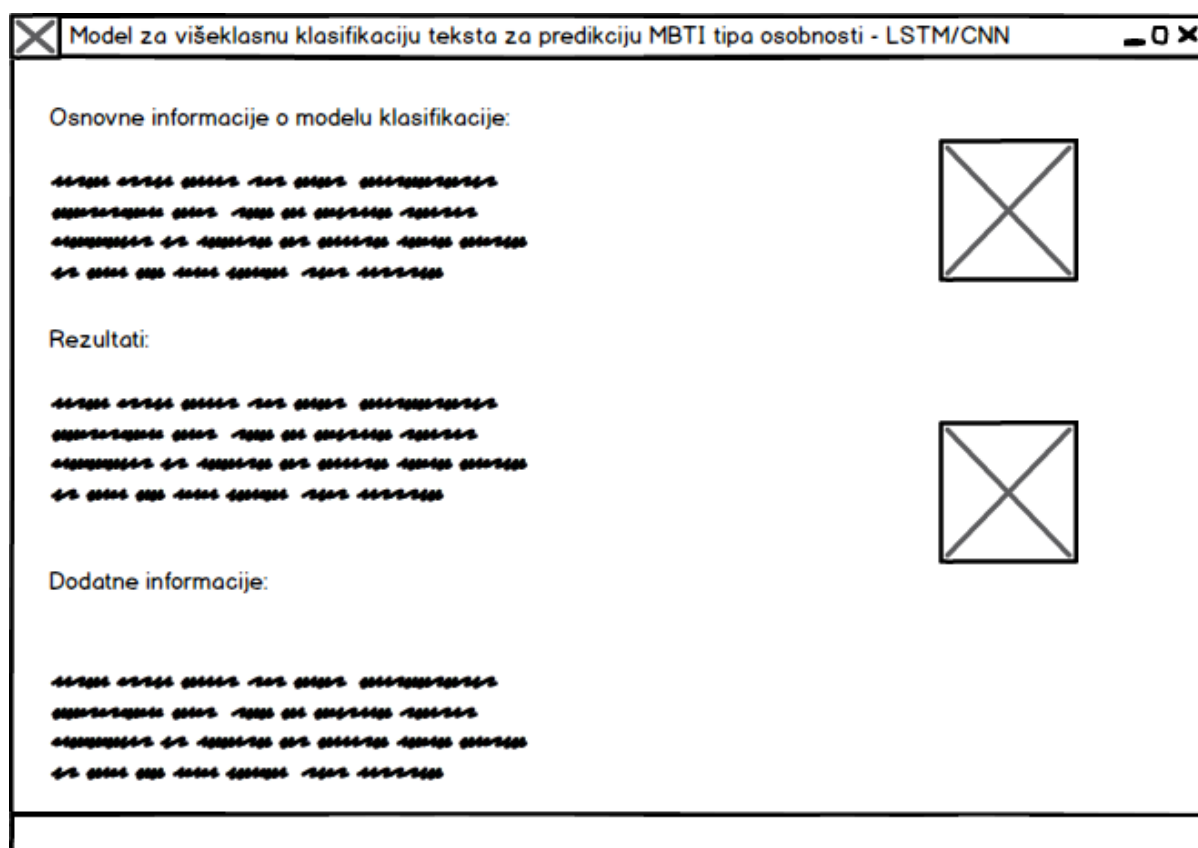 Model za višeklasnu klasifikaciju teksta za predikciju MBTI tipa osobnosti - LSTM/CNN
Osnovne informacije o modelu klasifikacije:
Rezultati:
Dodatne informacije: